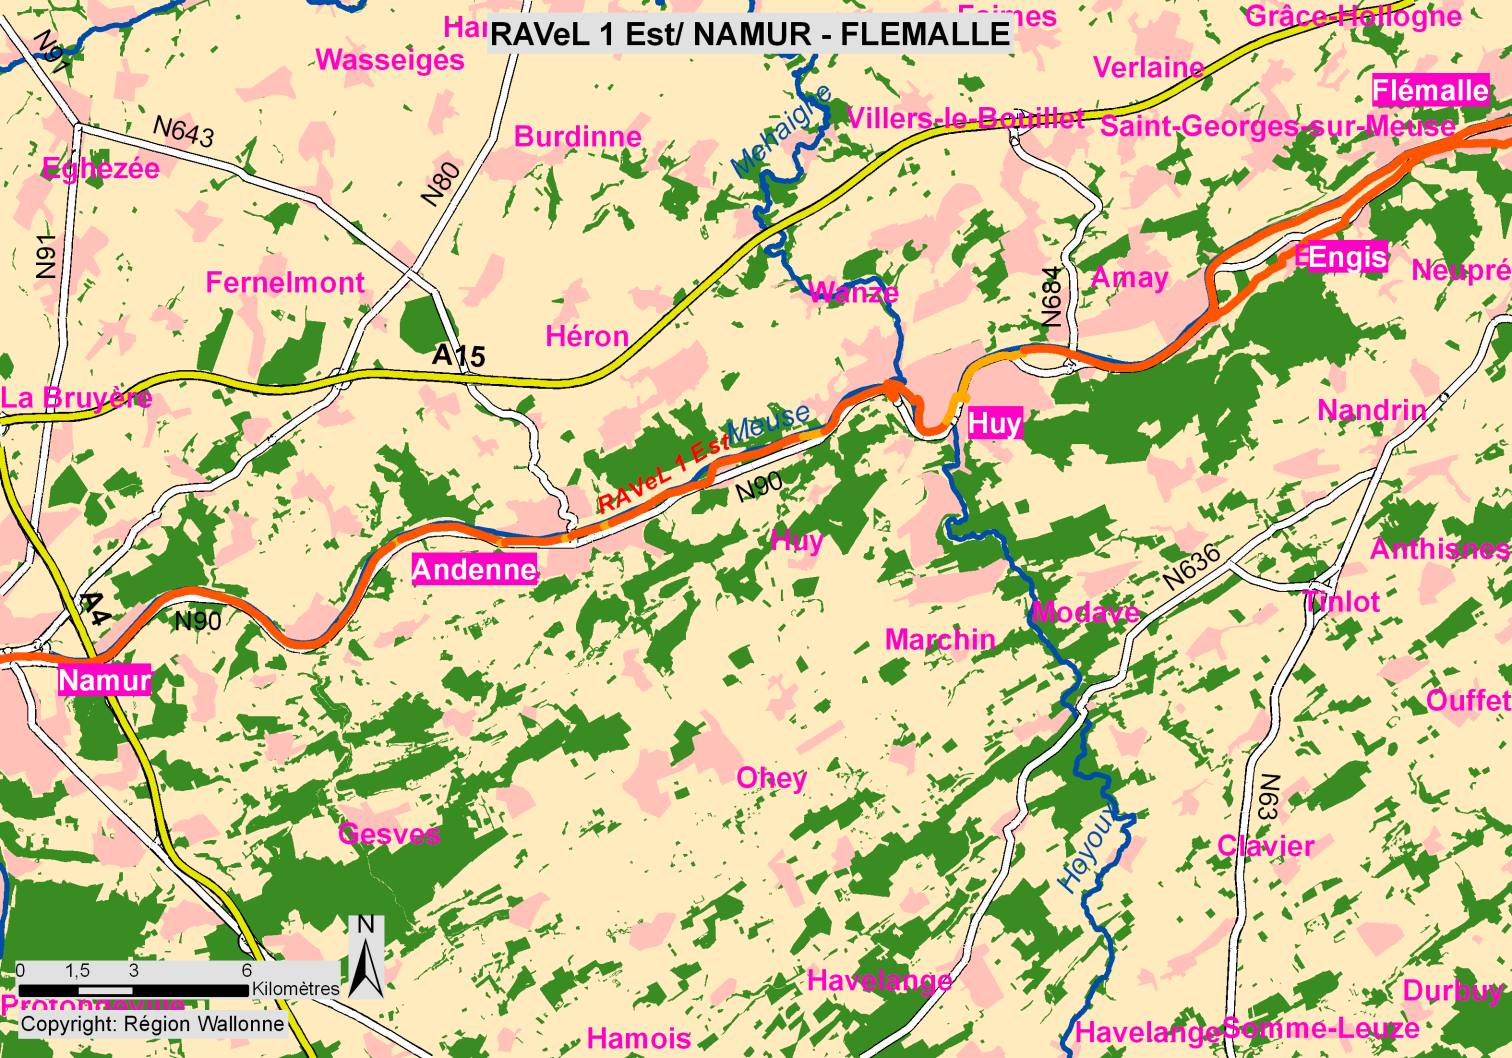 RAVeL 1 Est/ NAMUR - FLEMALLE
Faimes
Grâce-Hollogne
N91
Wasseiges
Verlaine
Flémalle
Mehaigne
Villers-le-Bouillet
Saint-Georges-sur-Meuse
N643
Burdinne
Eghezée
N80
N91
Fernelmont
Wanze
N684
Amay
Engis
Neupré
Héron
A15
La Bruyère
Meuse
Huy
Nandrin
RAVeL 1 Est
N90
Huy
Anthisnes
Andenne
N636
A4
N90
Modave
Tinlot
Marchin
Namur
Ouffet
Ohey
N63
Gesves
Hoyoux
Clavier
N
0 1,5 3 6
Kilomètres
Havelange
Durbuy
Profondeville
Copyright: Région Wallonne
Hamois
Havelange
Somme-Leuze